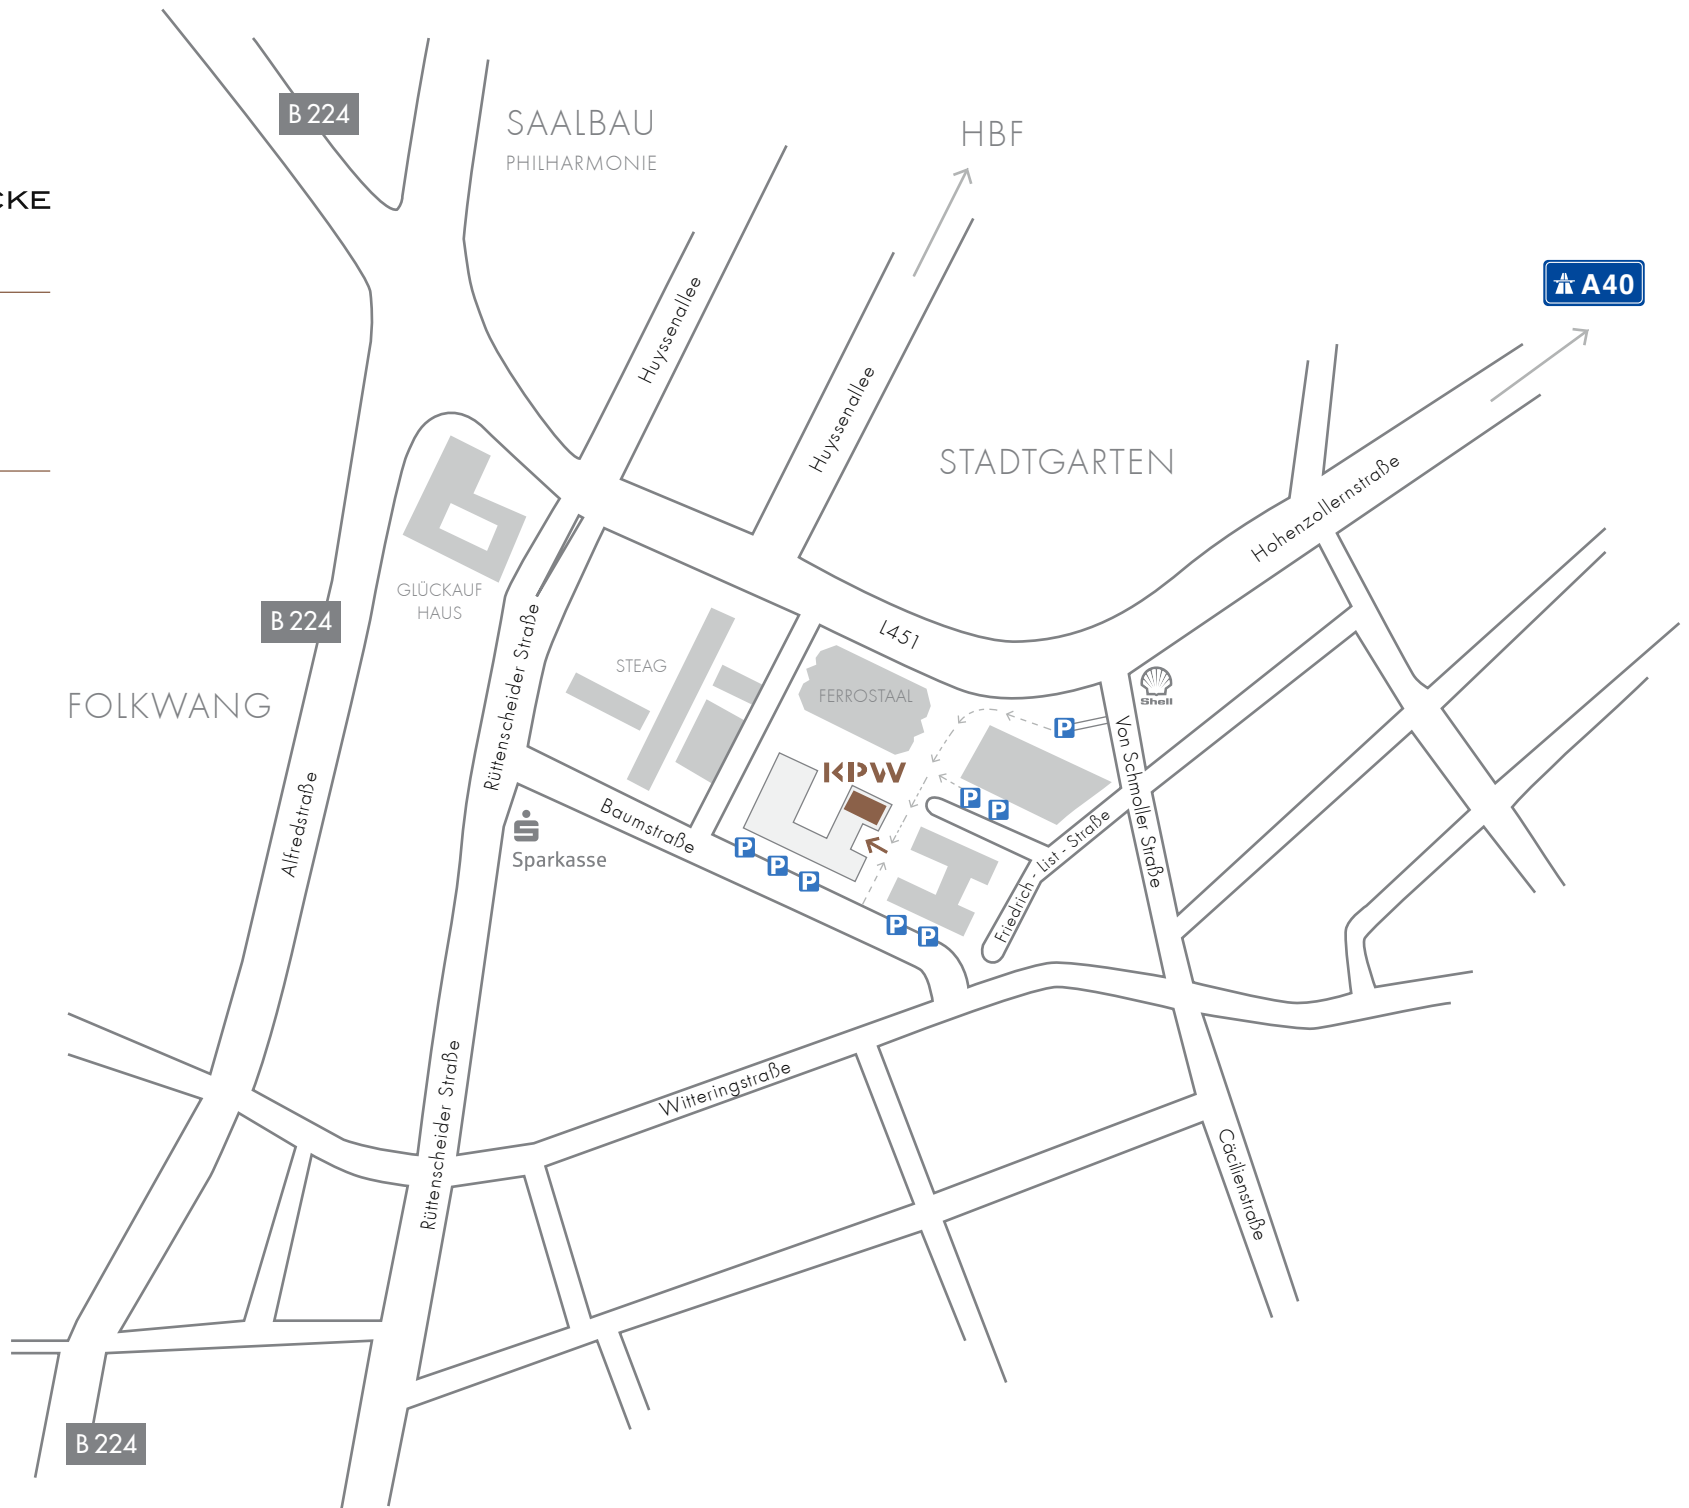 B 224
SAALBAU
PHILHARMONIE
HBF
CKE
A40
Huyssenallee
Huyssenallee
STADTGARTEN
Hohenzollernstraße
GLÜCKAUF
HAUS
B 224
Rüttenscheider Straße
L451
STEAG
FERROSTAAL
FOLKWANG
Shell
P
Von Schmoller Straße
KPW
Alfredstraße
Baumstraße
P
P
Sparkasse
P
P
P
Friedrich - List - Straße
P
P
Rüttenscheider Straße
Witteringstraße
Cäcilienstraße
B 224